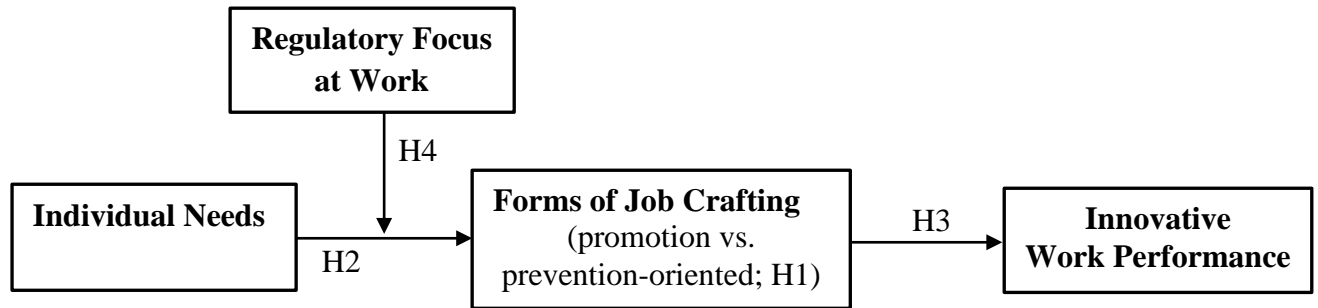 Regulatory Focus
at Work
H4
Individual Needs
H2
Forms of Job Crafting
(promotion vs.
prevention-oriented; H1)
H3
Innovative
Work Performance